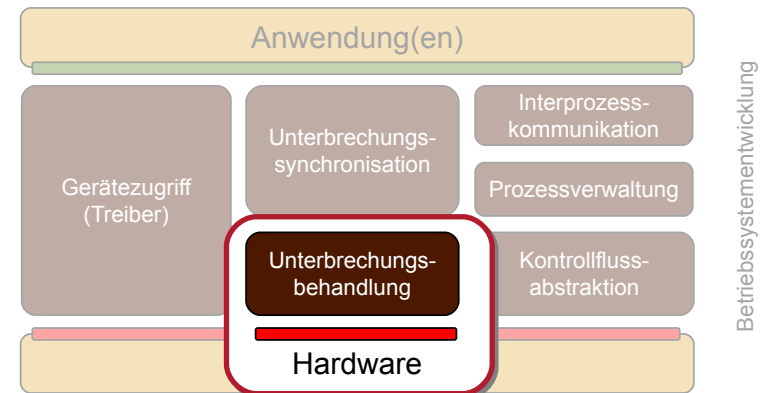 Anwendung(en)
Gerätezugriff
(Treiber)
Unterbrechungs-
synchronisation
Interprozess-
kommunikation
Prozessverwaltung
Unterbrechungs-
behandlung
Kontrollfluss-
abstraktion
Hardware
Betriebssystementwicklung